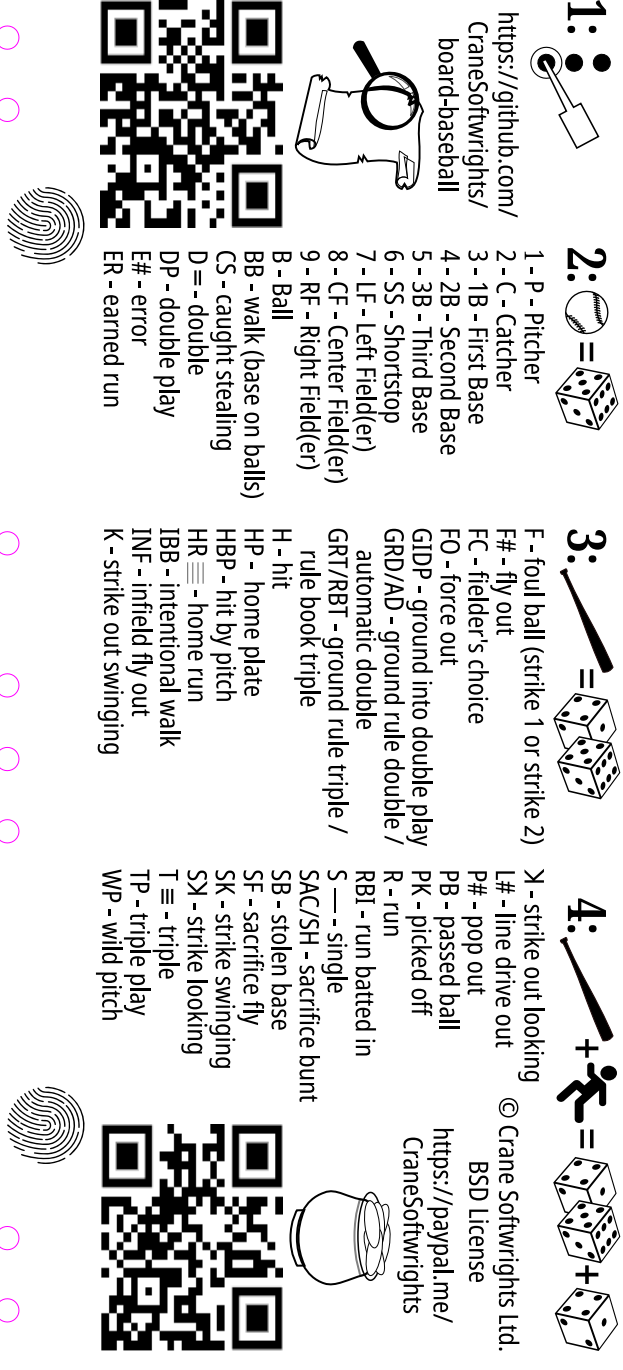 1:
https://github.com/
CraneSoftwrights/
board-baseball
2: =
1 - P - Pitcher
2 - C - Catcher
3 - 1B - First Base
4 - 2B - Second Base
5 - 3B - Third Base
6 - SS - Shortstop
7 - LF - Left Field(er)
8 - CF - Center Field(er)
9 - RF - Right Field(er)
B - Ball
BB - walk (base on balls)
CS - caught stealing
D = - double
DP - double play
E# - error
ER - earned run
3: =
F - foul ball (strike 1 or strike 2)
F# - fly out
FC - fielder's choice
FO - force out
GIDP - ground into double play
GRD/AD - ground rule double /
automatic double
GRT/RBT - ground rule triple /
rule book triple
H - hit
HP - home plate
HBP - hit by pitch
HR 𝄘 - home run
IBB - intentional walk
INF - infield fly out
K - strike out swinging
4: + = +
ꓘ - strike out looking
L# - line drive out
P# - pop out
PB - passed ball
PK - picked off
R - run
RBI - run batted in
S — - single
SAC/SH - sacrifice bunt
SB - stolen base
SF - sacrifice fly
SK - strike swinging
Sꓘ - strike looking
T ≡ - triple
TP - triple play
WP - wild pitch
© Crane Softwrights Ltd.
BSD License
https://paypal.me/
CraneSoftwrights